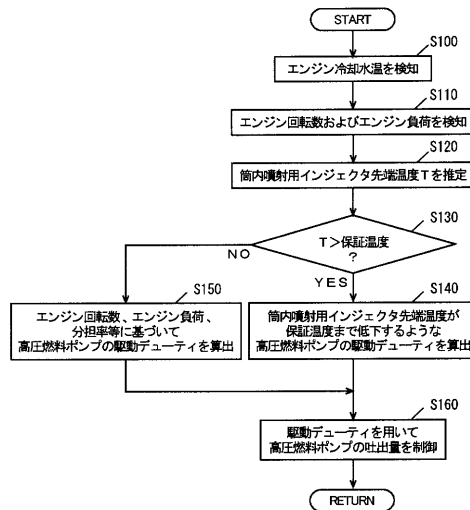 START
S100
エンジン冷却水温を検知
S110
エンジン回転数およびエンジン負荷を検知
S120
筒内噴射用インジェクタ先端温度Tを推定
S130
T>保証温度
?
NO
YES
S150
エンジン回転数、エンジン負荷、
分担率等に基づいて
高圧燃料ポンプの駆動デューティを算出
S140
筒内噴射用インジェクタ先端温度が
保証温度まで低下するような
高圧燃料ポンプの駆動デューティを算出
S160
駆動デューティを用いて
高圧燃料ポンプの吐出量を制御
RETURN